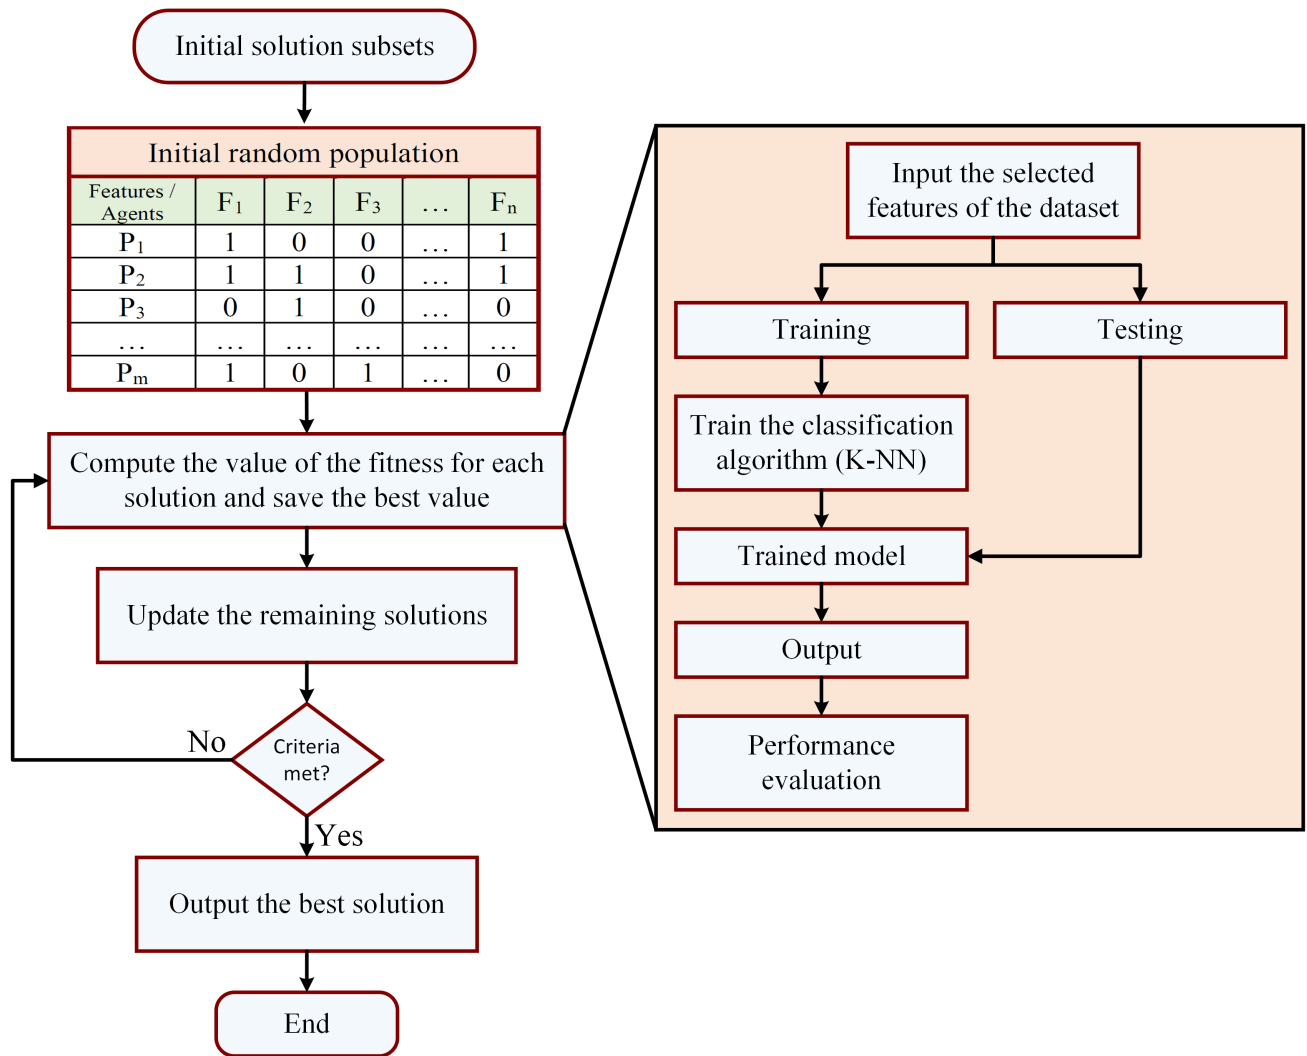 Initial solution subsets
Initial random population
Features /
Agents
F1 F2 F3 … Fn
P1 1 0 0 … 1
P2 1 1 0 … 1
P3 0 1 0 … 0
… … … … … …
Pm 1 0 1 … 0
Compute the value of the fitness for each
solution and save the best value
Update the remaining solutions
No
Criteria
met?
Yes
Output the best solution
End
Input the selected
features of the dataset
Training
Testing
Train the classification
algorithm (K-NN)
Trained model
Output
Performance
evaluation